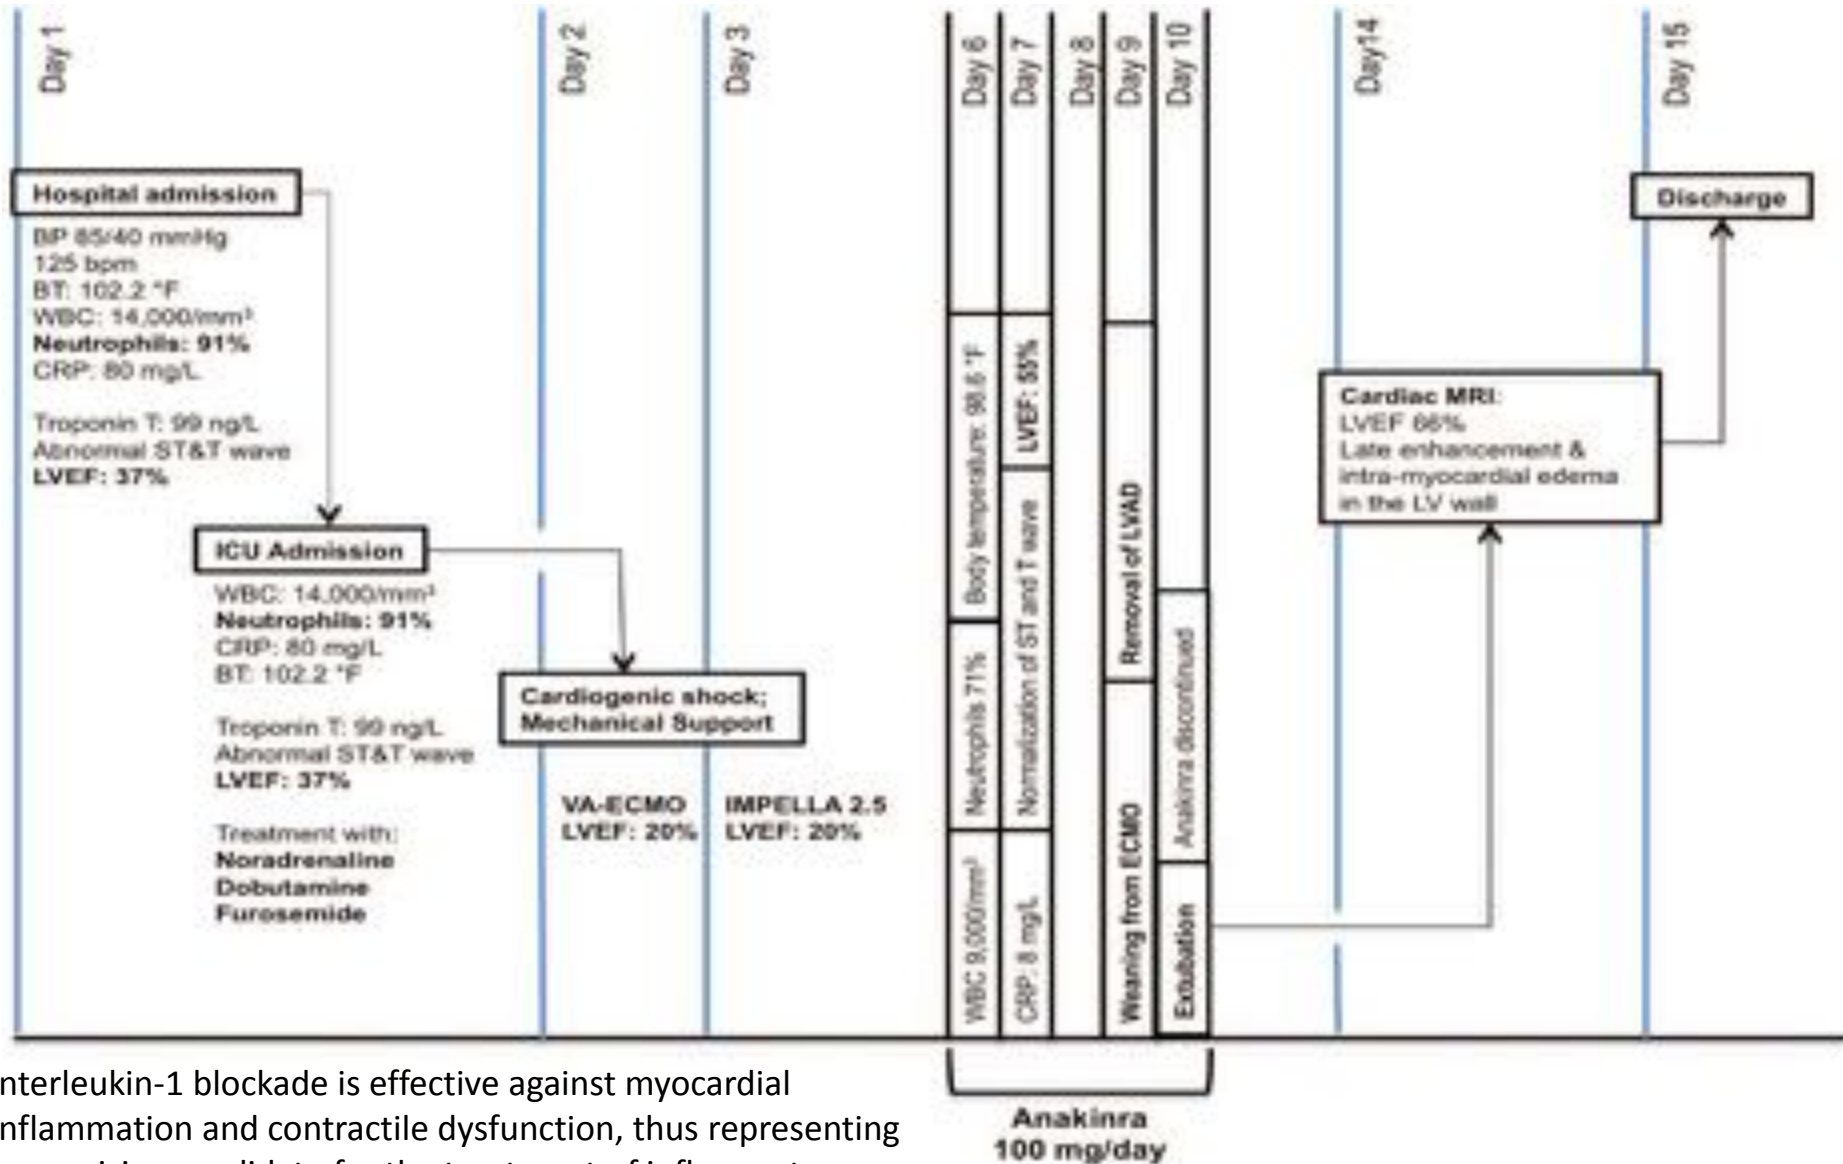 Day 1
Day 2
Day 3
Day 6
Day 7
Day 8
Day 9
Day 10
Day14
Day 15
Hospital admission
BP 85/40 mmHg
125 bpm
BT: 102.2 °F
WBC: 14,000/mm³
Neutrophils: 91%
CRP: 80 mg/L
Troponin T: 99 ng/L
Abnormal ST&T wave
LVEF: 37%
ICU Admission
WBC: 14,000/mm³
Neutrophils: 91%
CRP: 80 mg/L
BT: 102.2 °F
Troponin T: 99 ng/L
Abnormal ST&T wave
LVEF: 37%
Treatment with:
Noradrenaline
Dobutamine
Furosemide
Cardiogenic shock;
Mechanical Support
VA-ECMO
LVEF: 20%
IMPELLA 2.5
LVEF: 20%
Body temperature: 98.6 °F
Neutrophils 71%
WBC 9,000/mm³
LVEF: 55%
Normalization of ST and T wave
CRP: 8 mg/L
Removal of LVAD
Weaning from ECMO
Anakinra discontinued
Extubation
Anakinra
100 mg/day
Cardiac MRI:
LVEF 66%
Late enhancement &
intra-myocardial edema
in the LV wall
Discharge
nterleukin-1 blockade is effective against myocardial
nflammation and contractile dysfunction, thus representing